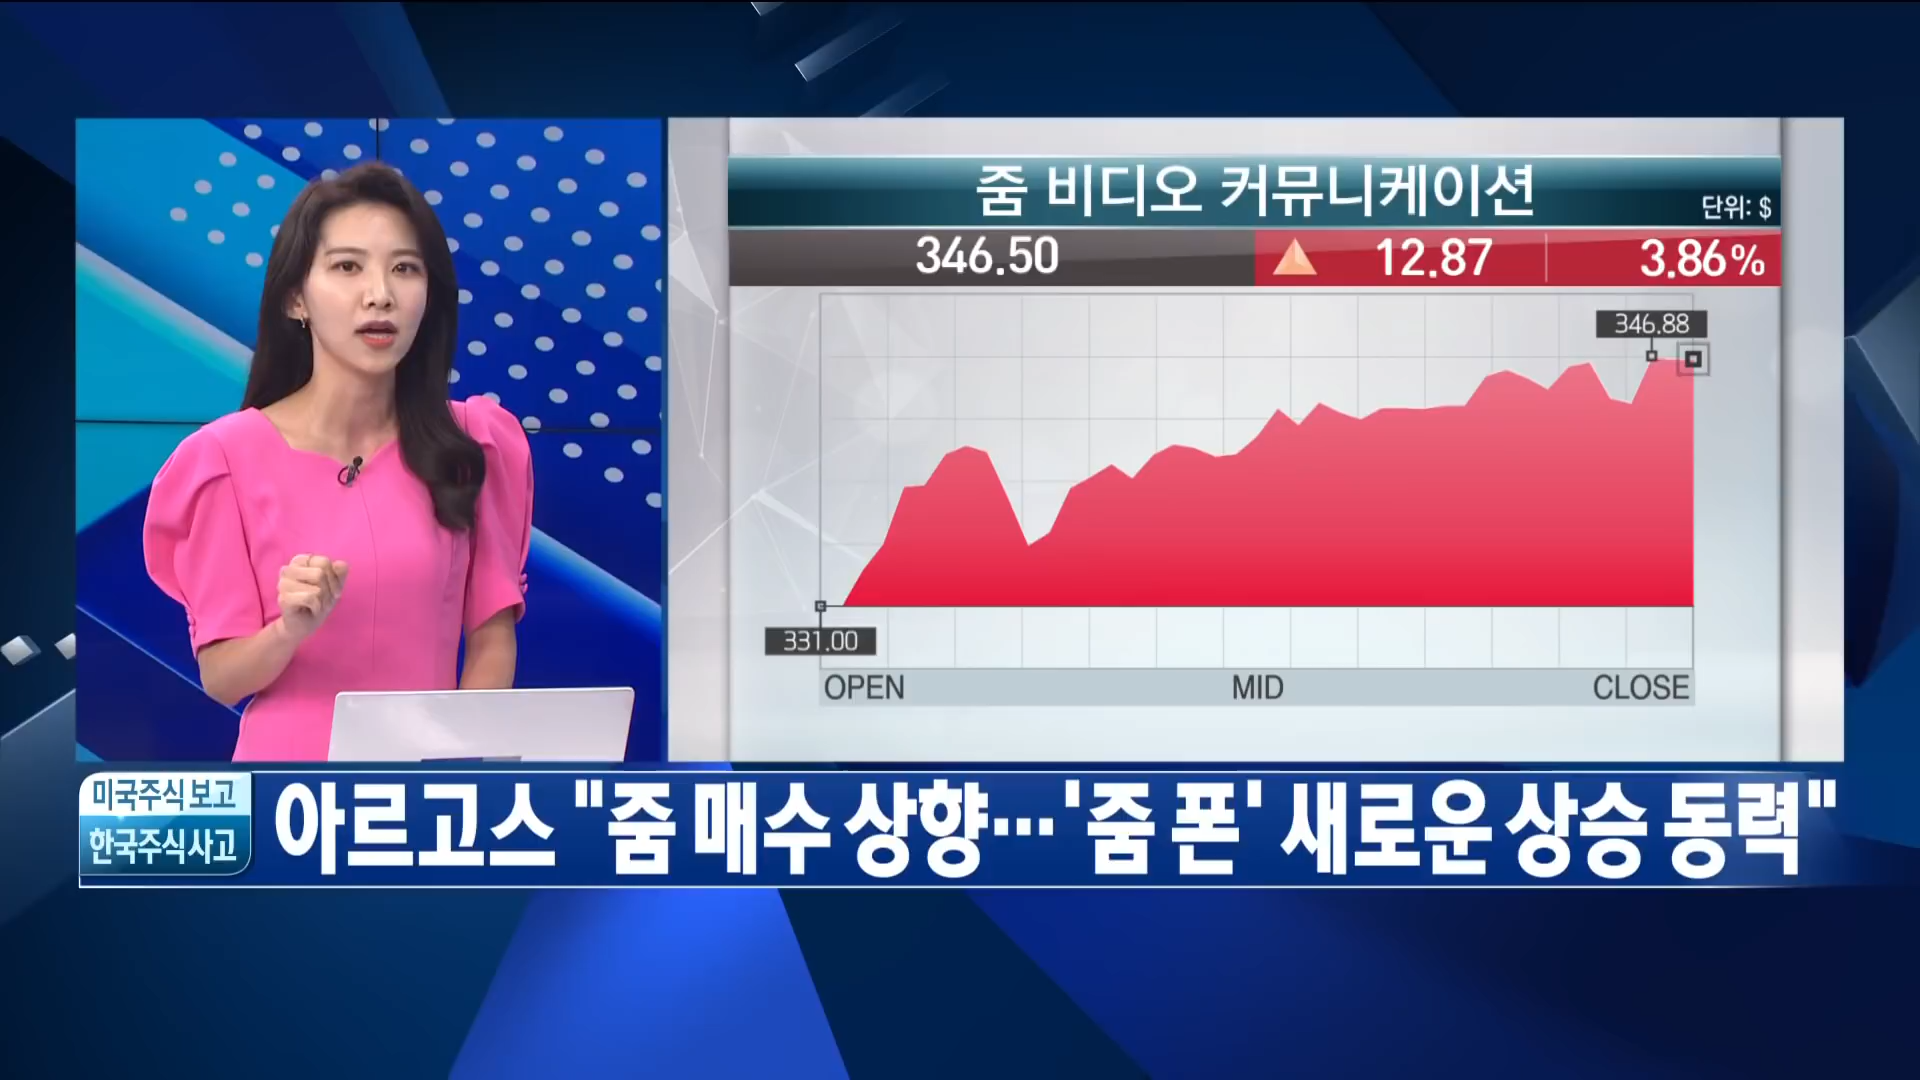 줌 비디오 커뮤니케이션
단위: $
346.50 ▲ 12.87 3.86%
346.88
331.00
OPEN MID CLOSE
미국주식 보고
한국주식 사고
아르고스 "줌 매수 상향…'줌 폰' 새로운 상승 동력"